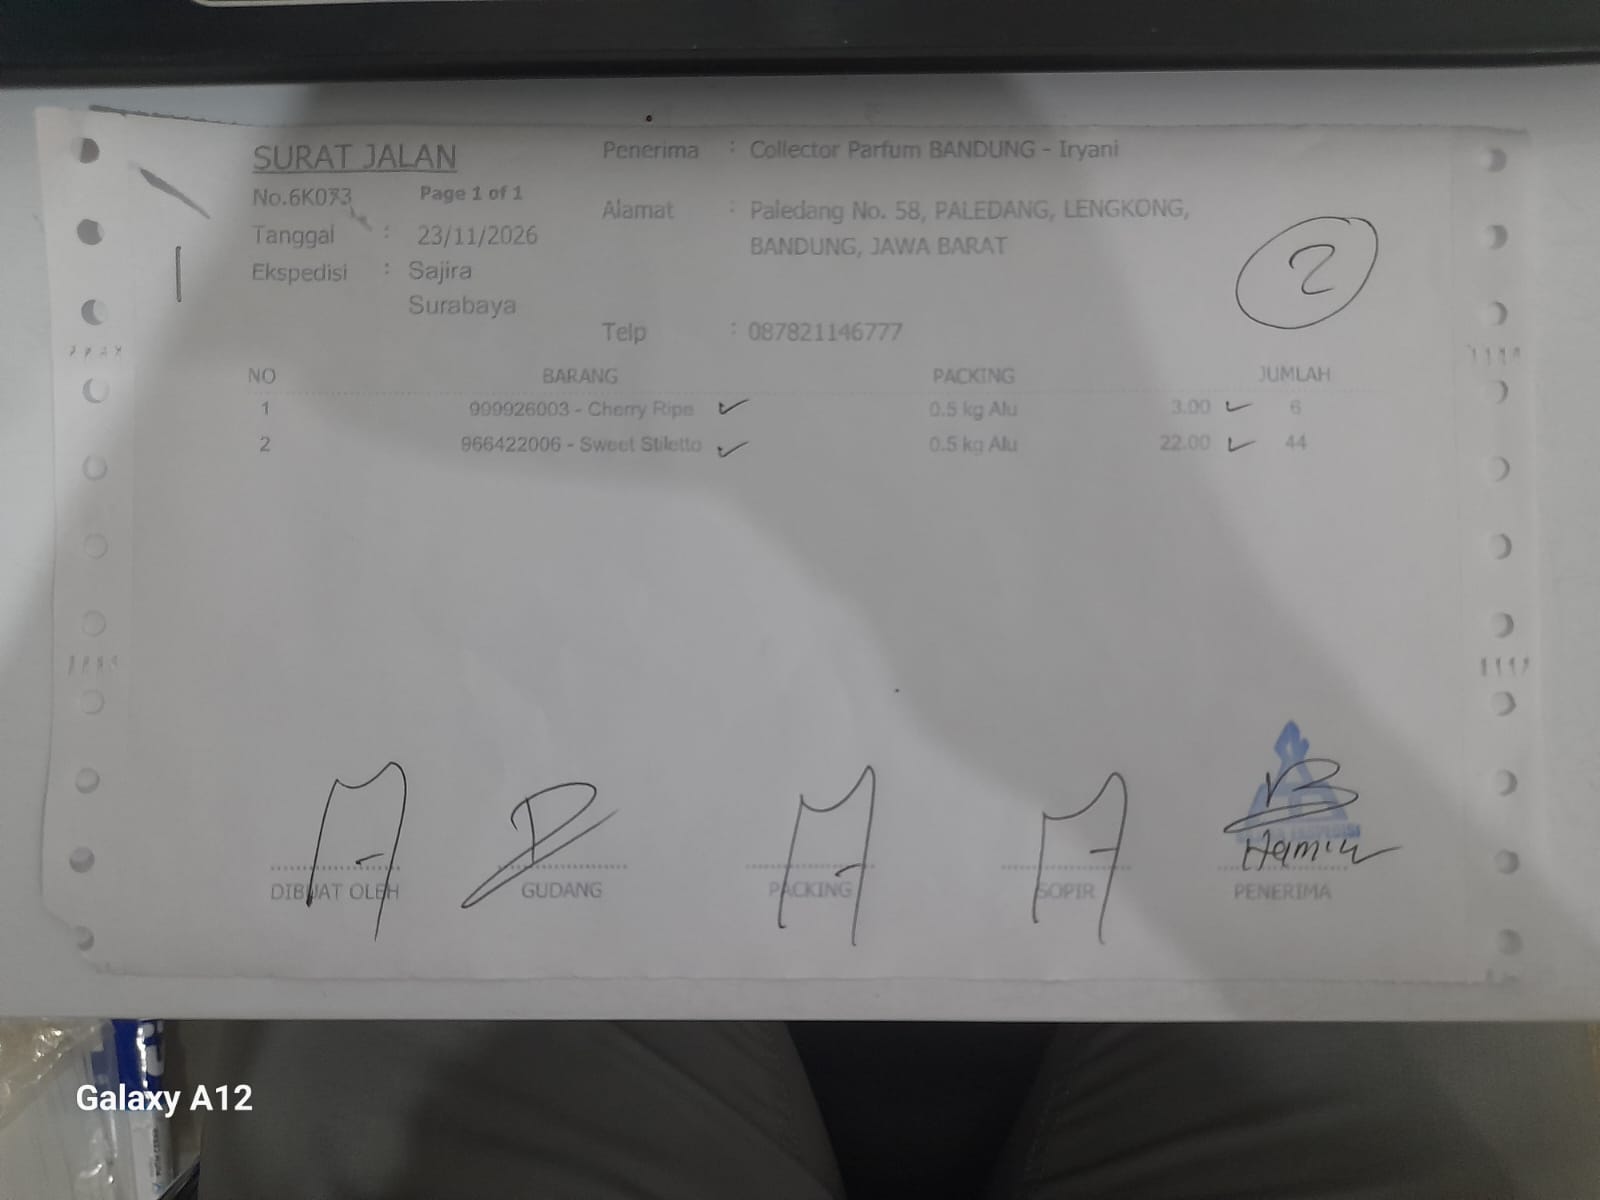 SURAT JALAN
No.6K073 Page 1 of 1
Tanggal : 23/11/2026
Ekspedisi : Sajira
Surabaya
Penerima : Collector Parfum BANDUNG - Iryani
Alamat : Paledang No. 58, PALEDANG, LENGKONG,
BANDUNG, JAWA BARAT
Telp : 087821146777
2
NO BARANG PACKING JUMLAH
1 909926003 - Cherry Ripe ✓ 0.5 kg Alu 3.00 ✓ 6
2 966422006 - Sweet Stiletto ✓ 0.5 kg Alu 22.00 ✓ 44
DIBUAT OLEH GUDANG PACKING SOPIR PENERIMA
Galaxy A12